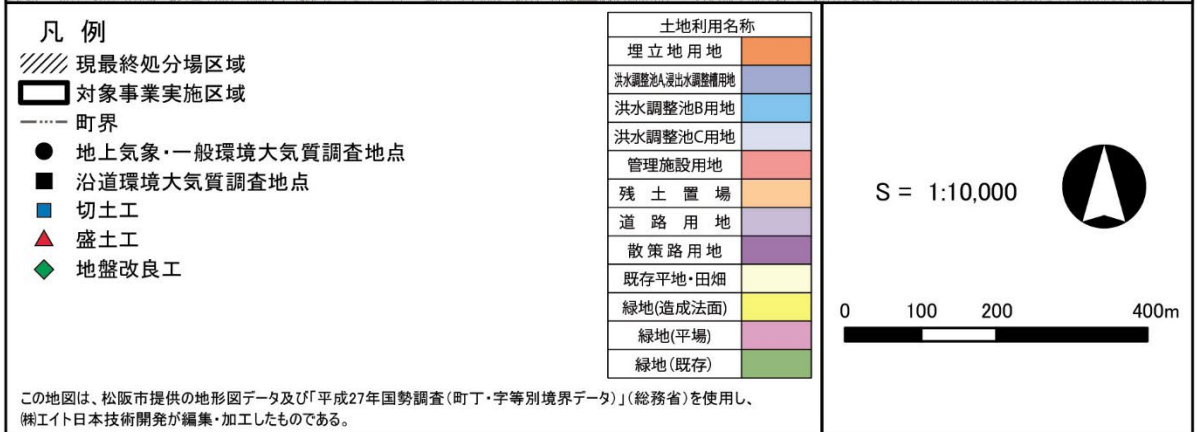 凡 例
現最終処分場区域
対象事業実施区域
町界
地上気象・一般環境大気質調査地点
沿道環境大気質調査地点
切土工
盛土工
地盤改良工
土地利用名称
埋立地用地
洪水調整池A,浸出水調整槽用地
洪水調整池B用地
洪水調整池C用地
管理施設用地
残土置場
道路用地
散策路用地
既存平地・田畑
緑地(造成法面)
緑地(平場)
緑地(既存)
S = 1:10,000
0 100 200 400m
この地図は、松阪市提供の地形図データ及び「平成27年国勢調査(町丁・字等別境界データ)」(総務省)を使用し、
㈱エイト日本技術開発が編集・加工したものである。